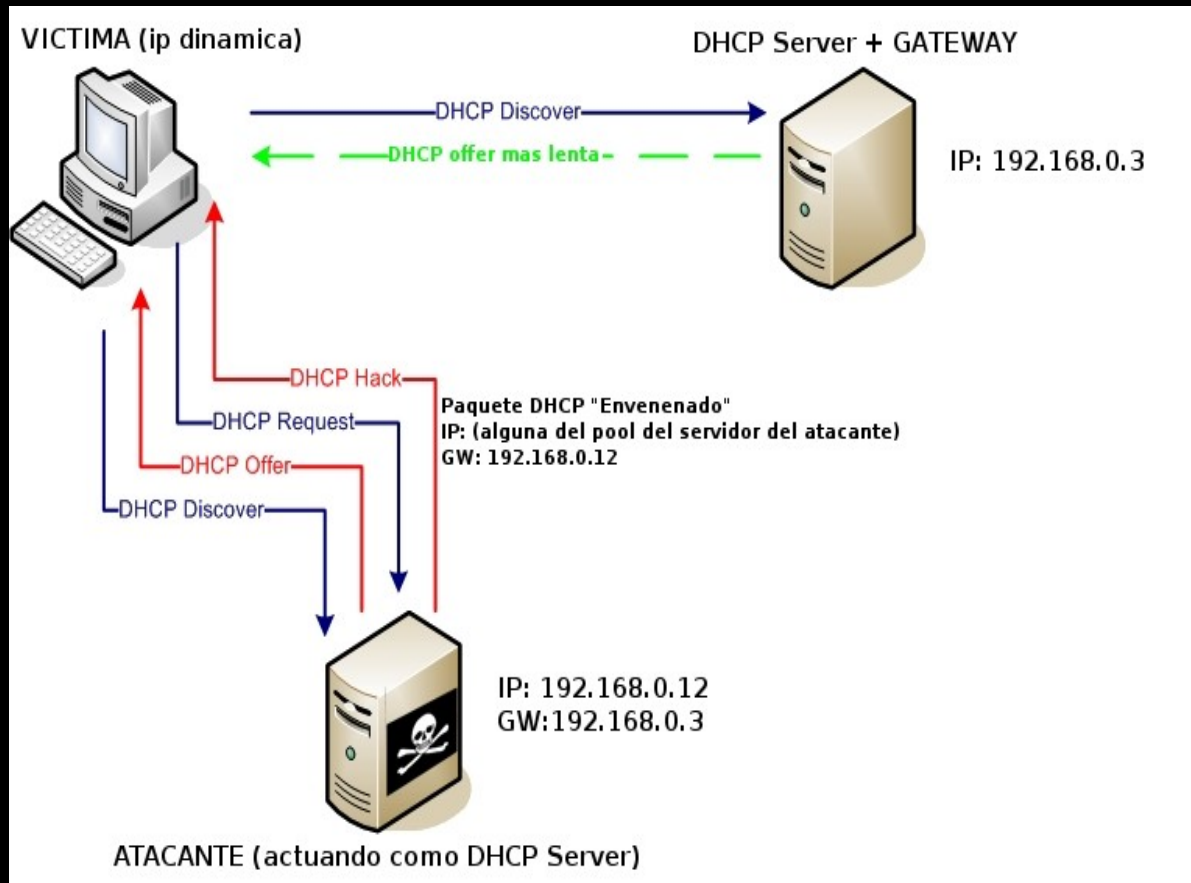 VICTIMA (ip dinamica)
DHCP Server + GATEWAY
DHCP Discover
DHCP offer mas lenta
IP: 192.168.0.3
DHCP Hack
DHCP Request
Paquete DHCP "Envenenado"
IP: (alguna del pool del servidor del atacante)
GW: 192.168.0.12
DHCP Offer
DHCP Discover
IP: 192.168.0.12
GW:192.168.0.3
ATACANTE (actuando como DHCP Server)